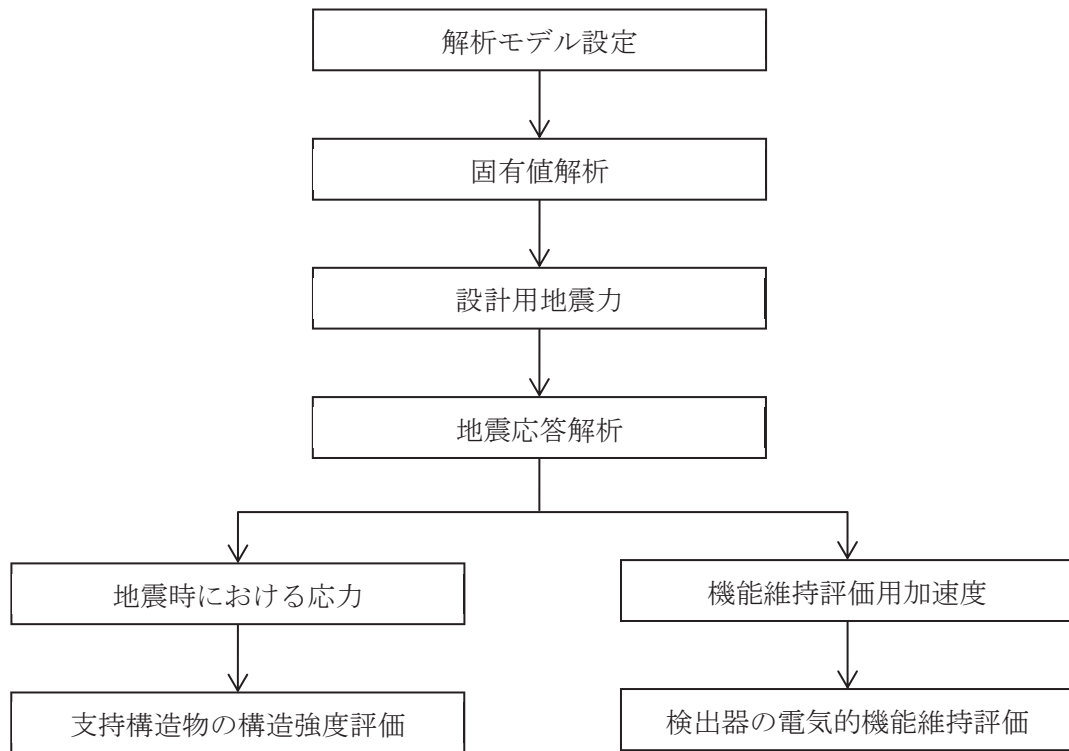 解析モデル設定
固有値解析
設計用地震力
地震応答解析
地震時における応力
機能維持評価用加速度
支持構造物の構造強度評価
検出器の電気的機能維持評価